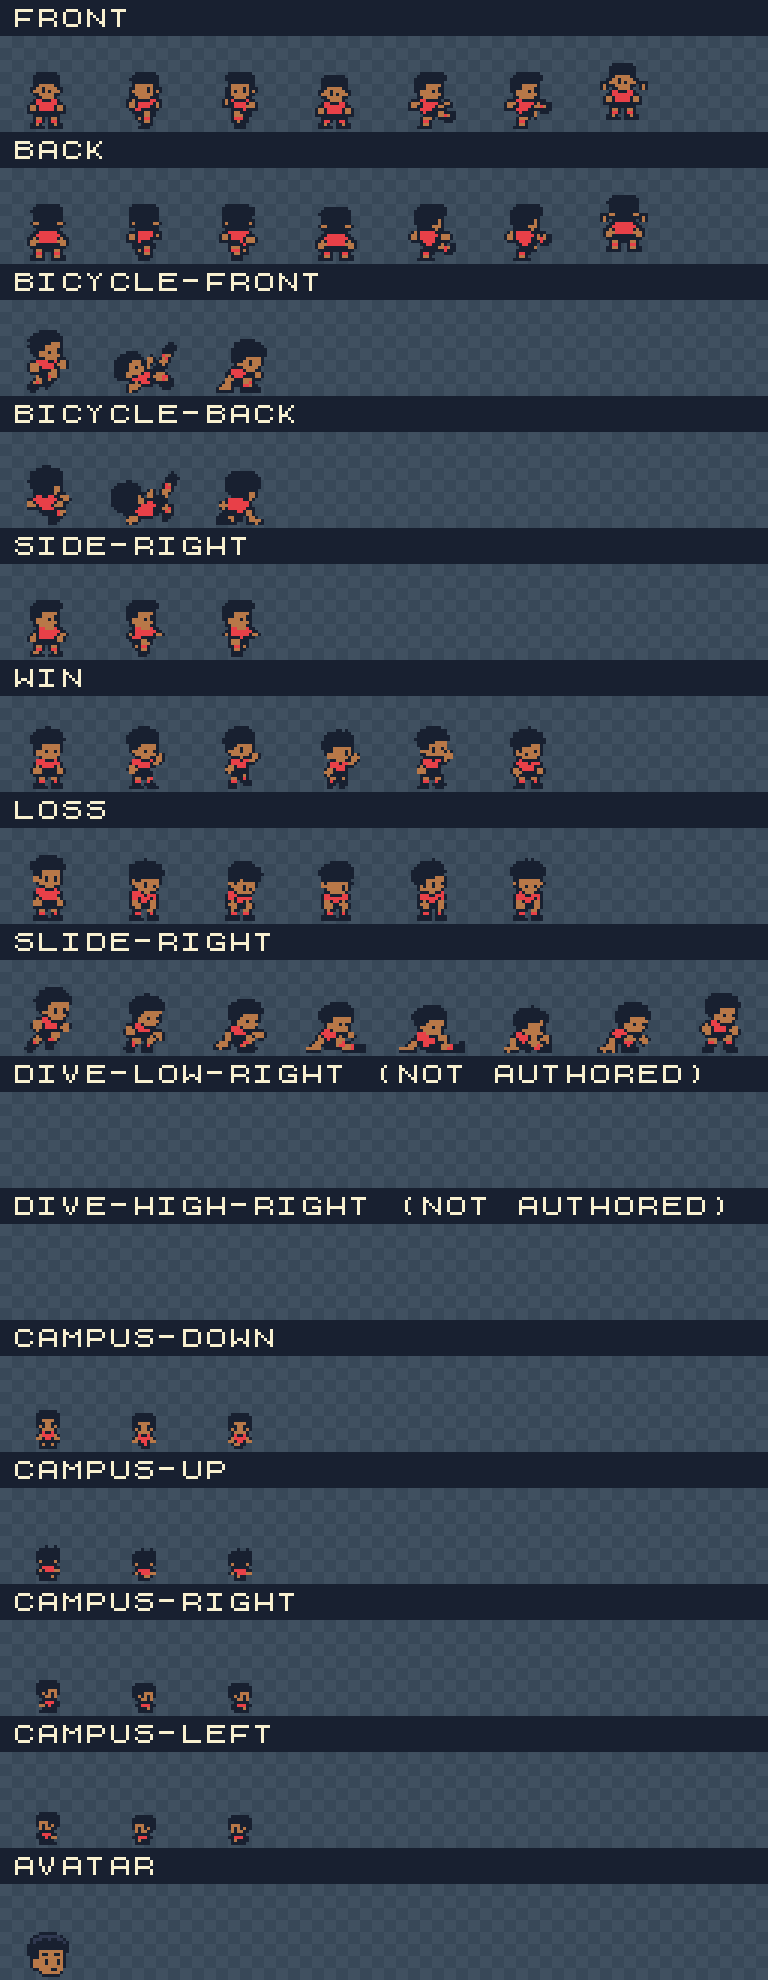 FRONT
BACK
BICYCLE-FRONT
BICYCLE-BACK
SIDE-RIGHT
WIN
LOSS
SLIDE-RIGHT
DIVE-LOW-RIGHT (NOT AUTHORED)
DIVE-HIGH-RIGHT (NOT AUTHORED)
CAMPUS-DOWN
CAMPUS-UP
CAMPUS-RIGHT
CAMPUS-LEFT
AVATAR